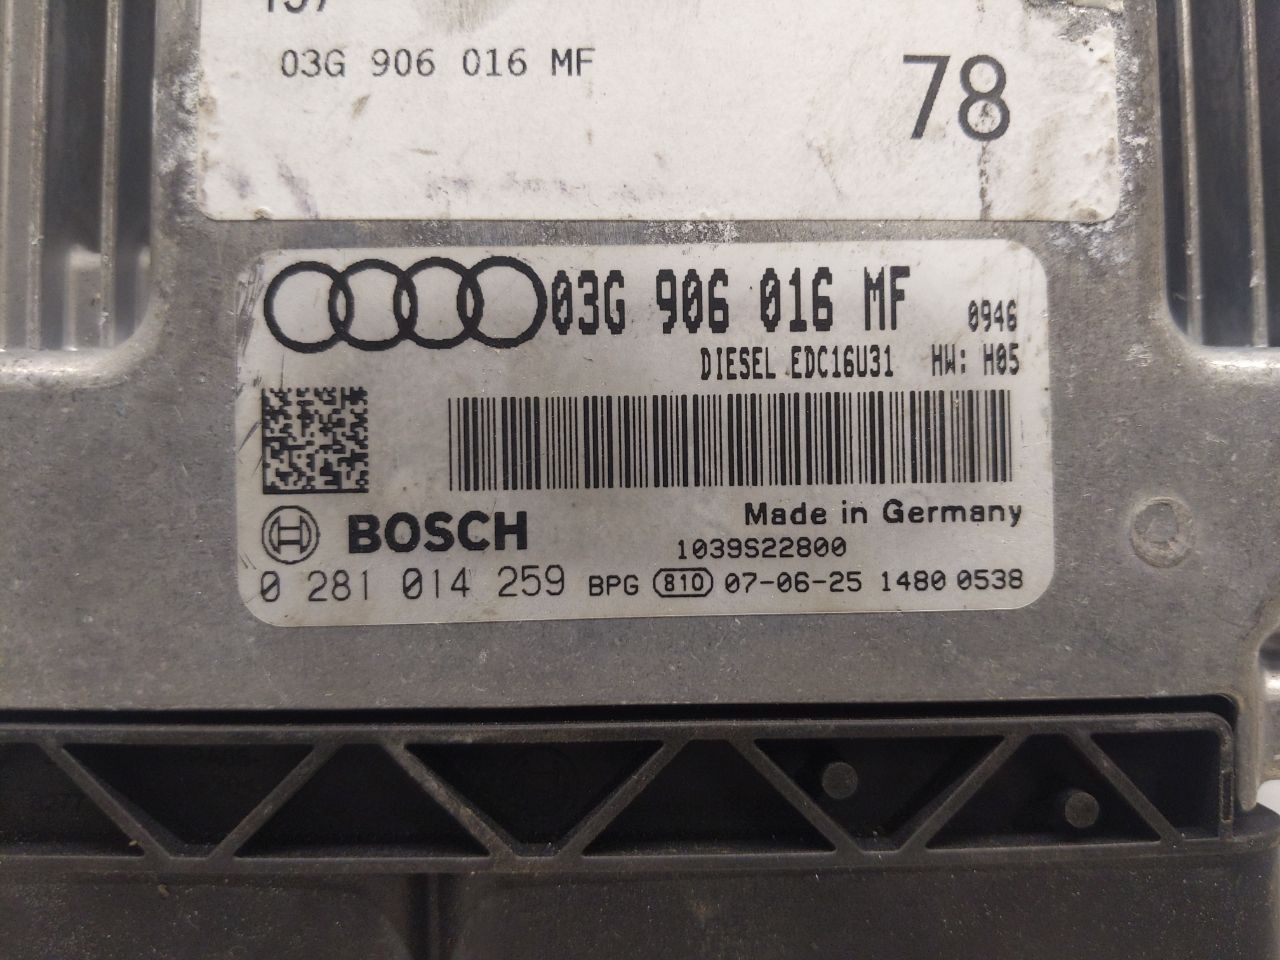 03G 906 016 MF
78
03G 906 016 MF 0946
DIESEL EDC16U31 HW: H05
BOSCH
Made in Germany
1039S22800
0 281 014 259 BPG 810 07-06-25 1480 0538